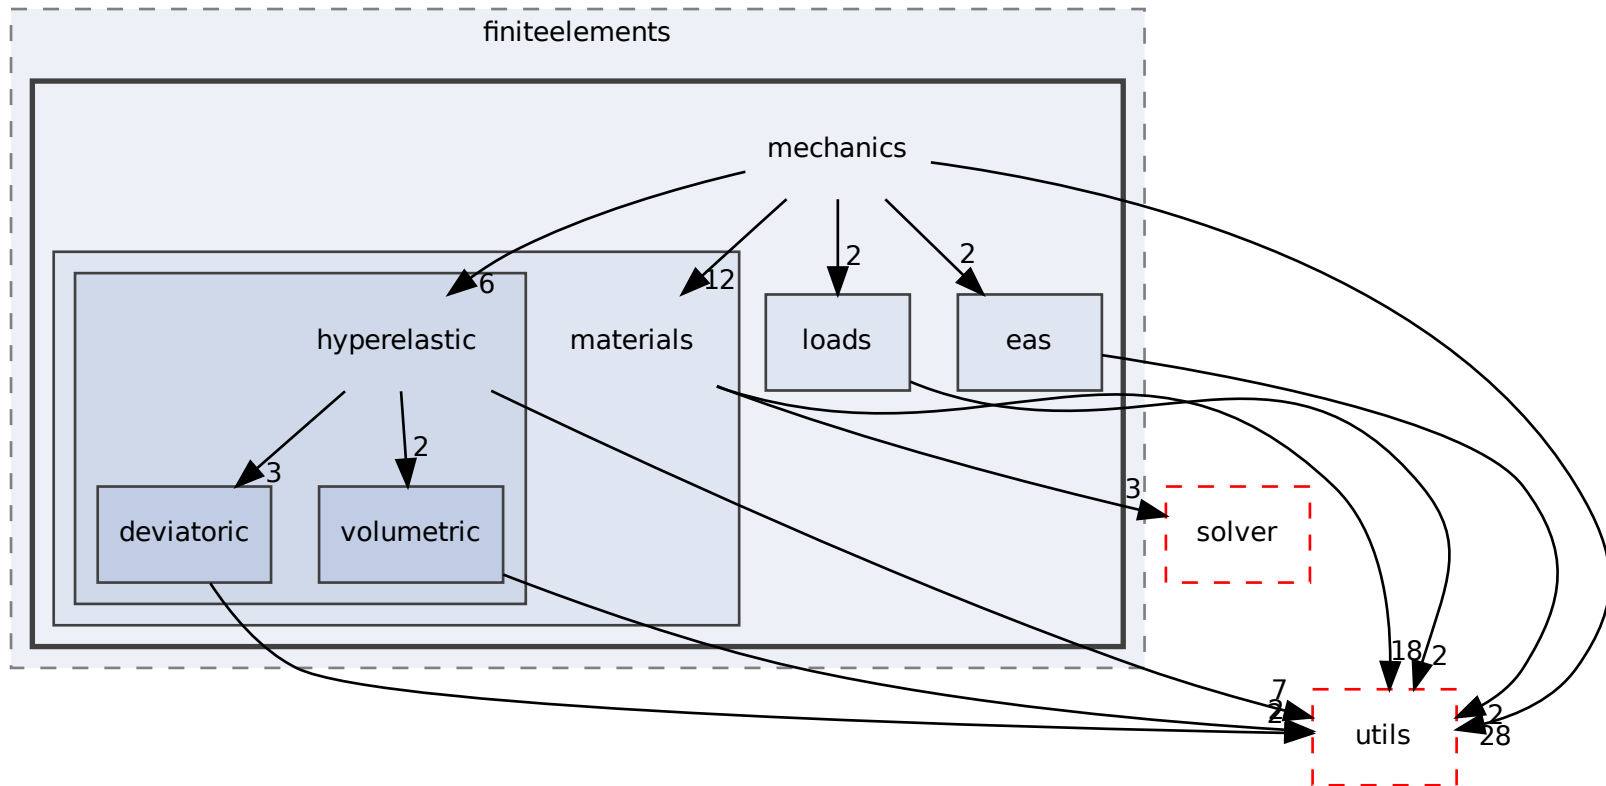 finiteelements
mechanics
6
12
2
2
hyperelastic
materials
loads
eas
3
2
3
deviatoric
volumetric
solver
18
2
7
2
2
2
28
utils